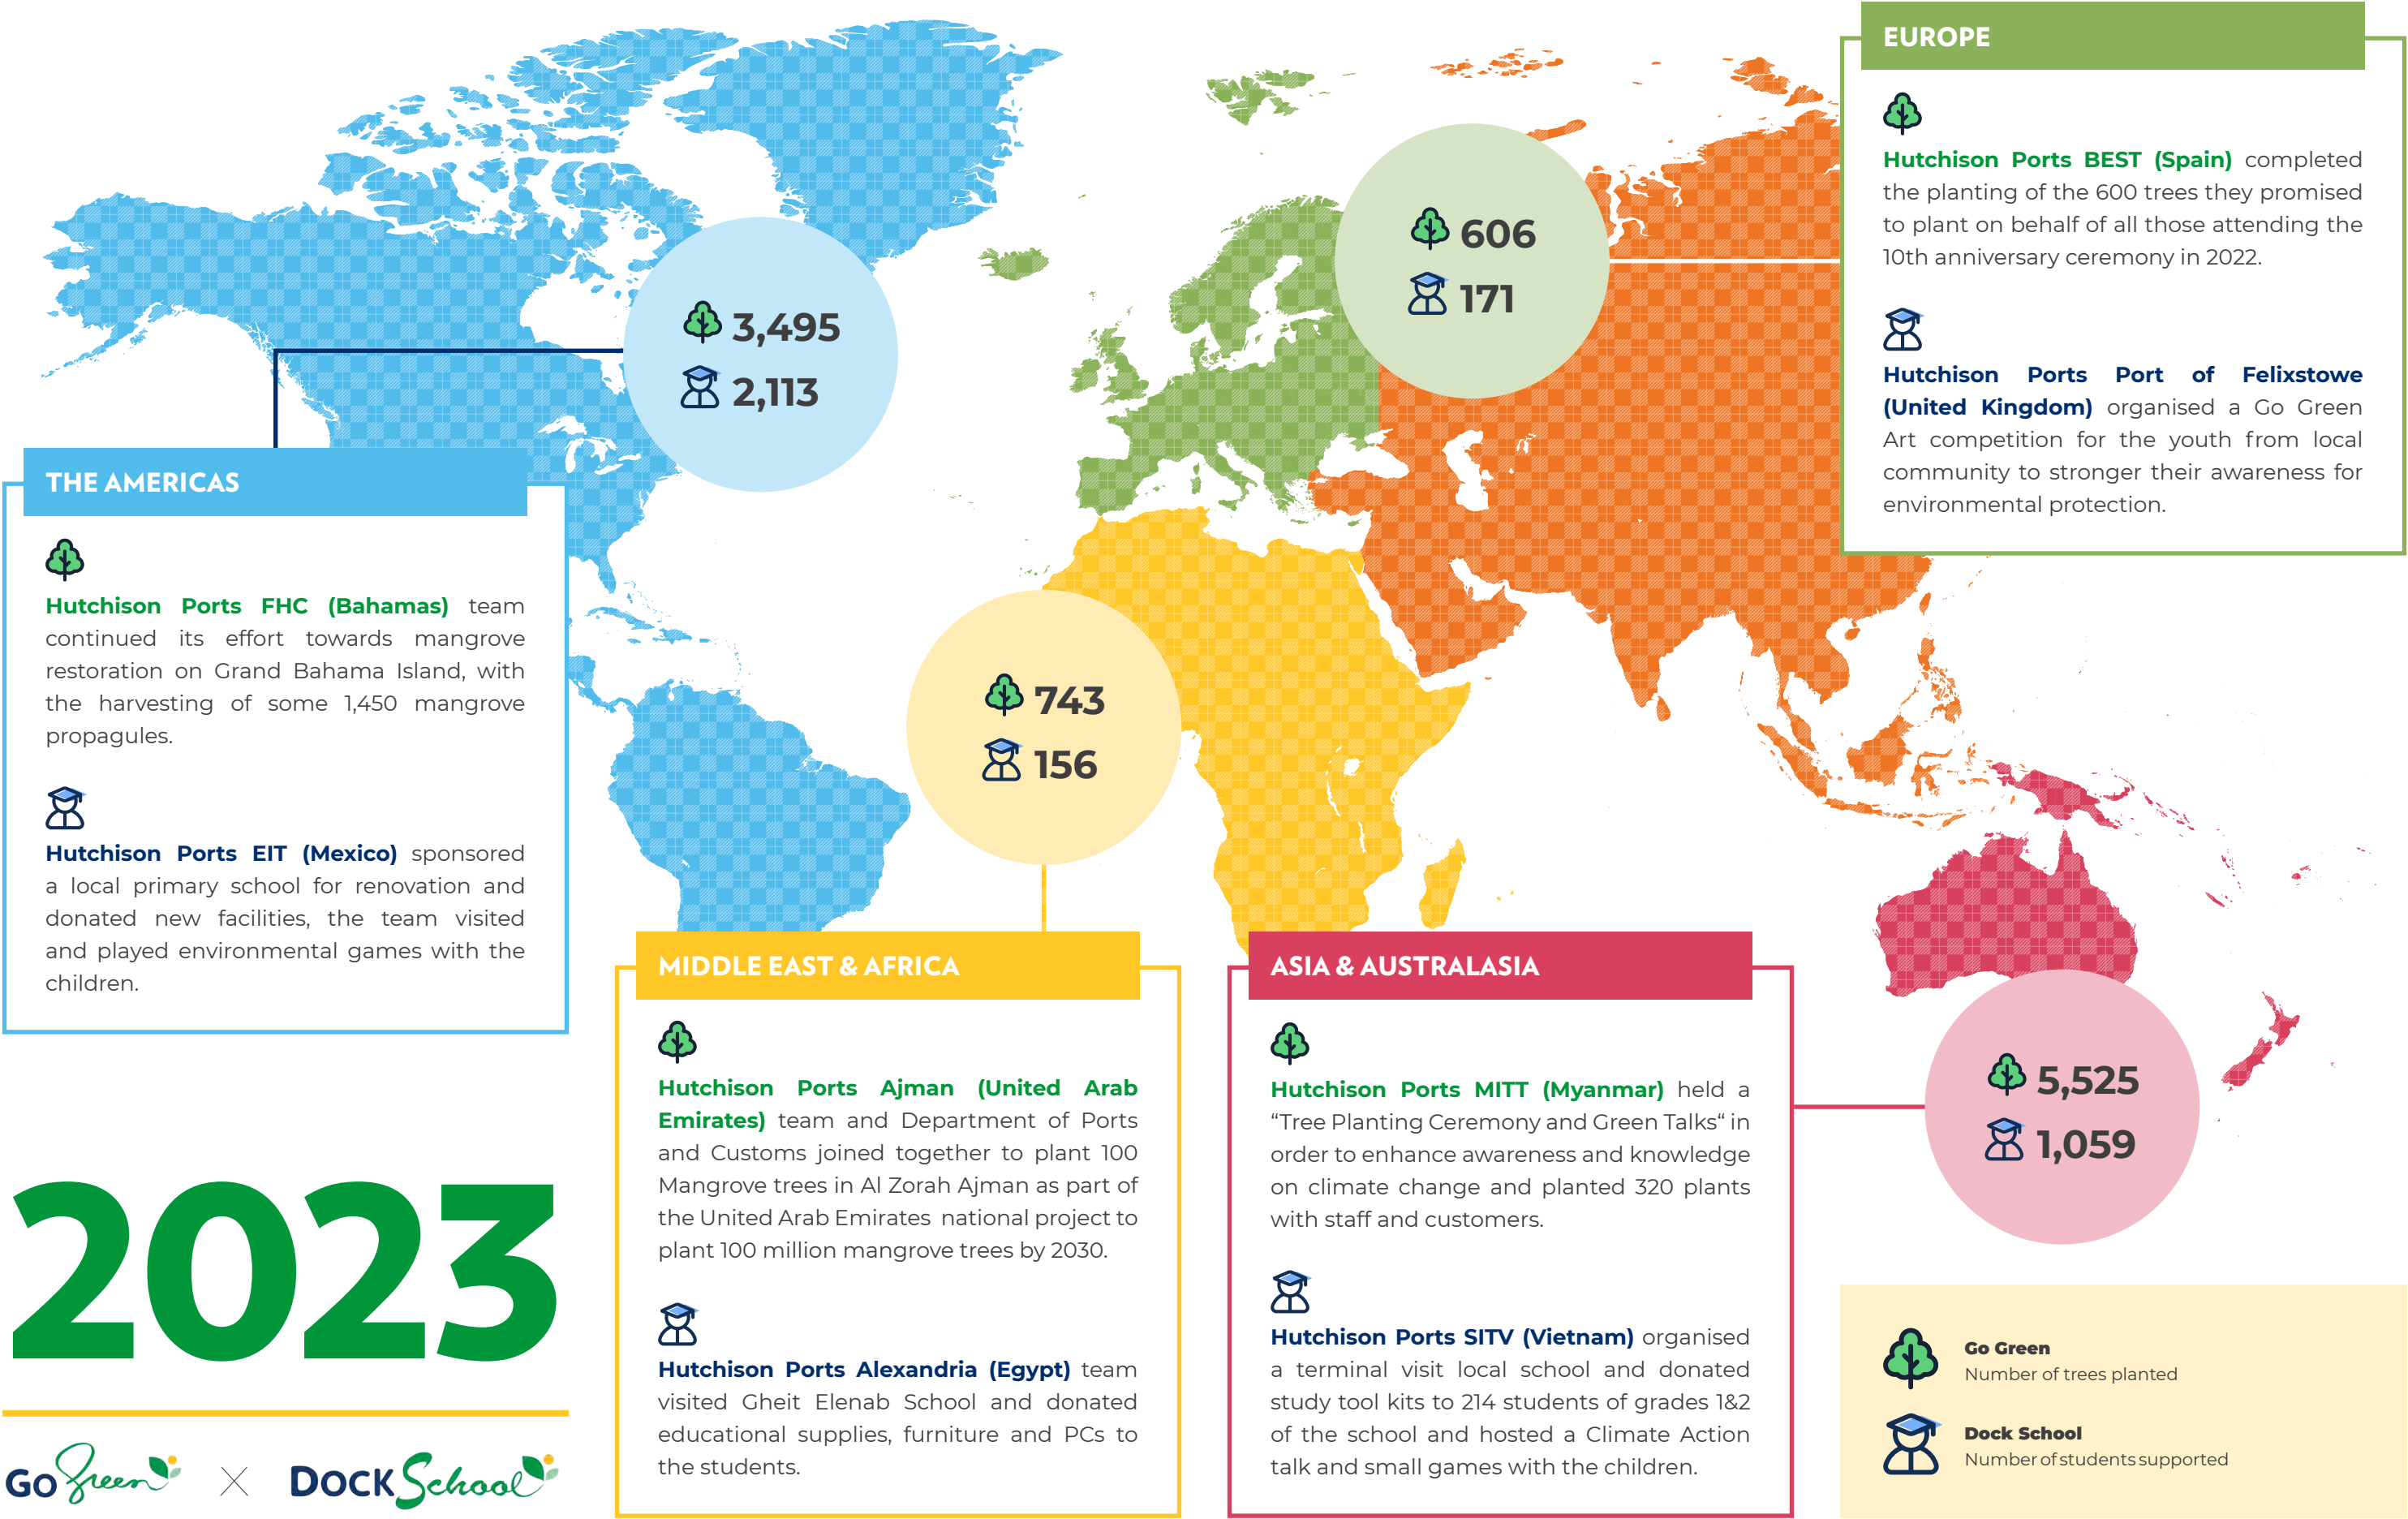 EUROPE
Hutchison Ports BEST (Spain) completed
the planting of the 600 trees they promised
to plant on behalf of all those attending the
10th anniversary ceremony in 2022.
Hutchison Ports Port of Felixstowe
(United Kingdom) organised a Go Green
Art competition for the youth from local
community to stronger their awareness for
environmental protection.
606
171
3,495
2,113
THE AMERICAS
Hutchison Ports FHC (Bahamas) team
continued its effort towards mangrove
restoration on Grand Bahama Island, with
the harvesting of some 1,450 mangrove
propagules.
Hutchison Ports EIT (Mexico) sponsored
a local primary school for renovation and
donated new facilities, the team visited
and played environmental games with the
children.
743
156
MIDDLE EAST & AFRICA
Hutchison Ports Ajman (United Arab
Emirates) team and Department of Ports
and Customs joined together to plant 100
Mangrove trees in Al Zorah Ajman as part of
the United Arab Emirates national project to
plant 100 million mangrove trees by 2030.
Hutchison Ports Alexandria (Egypt) team
visited Gheit Elenab School and donated
educational supplies, furniture and PCs to
the students.
ASIA & AUSTRALASIA
Hutchison Ports MITT (Myanmar) held a
“Tree Planting Ceremony and Green Talks“ in
order to enhance awareness and knowledge
on climate change and planted 320 plants
with staff and customers.
Hutchison Ports SITV (Vietnam) organised
a terminal visit local school and donated
study tool kits to 214 students of grades 1&2
of the school and hosted a Climate Action
talk and small games with the children.
5,525
1,059
2023
GO Green X DOCK School
Go Green
Number of trees planted
Dock School
Number of students supported